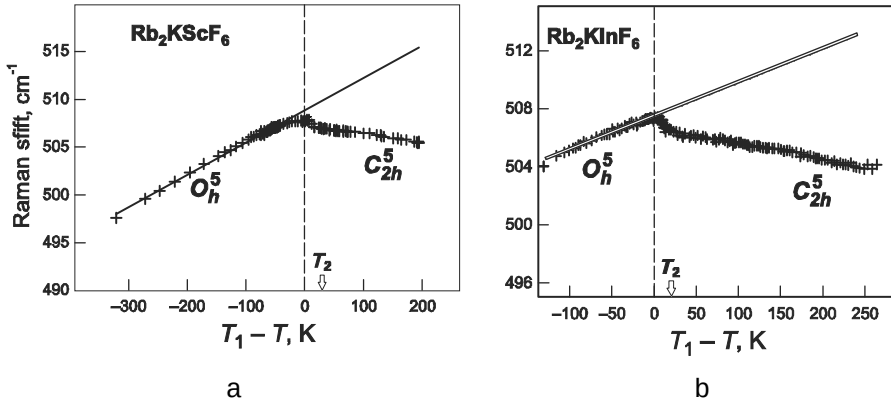 Rb₂KScF₆
515
510
505
500
495
490
Raman sfift, cm⁻¹
O⁵ₕ
C⁵₂ₕ
T₂
–300 –200 –100 0 100 200
T₁ – T, K
a
Rb₂KInF₆
512
508
504
500
496
O⁵ₕ
C⁵₂ₕ
T₂
–100 –50 0 50 100 150 200 250
T₁ – T, K
b